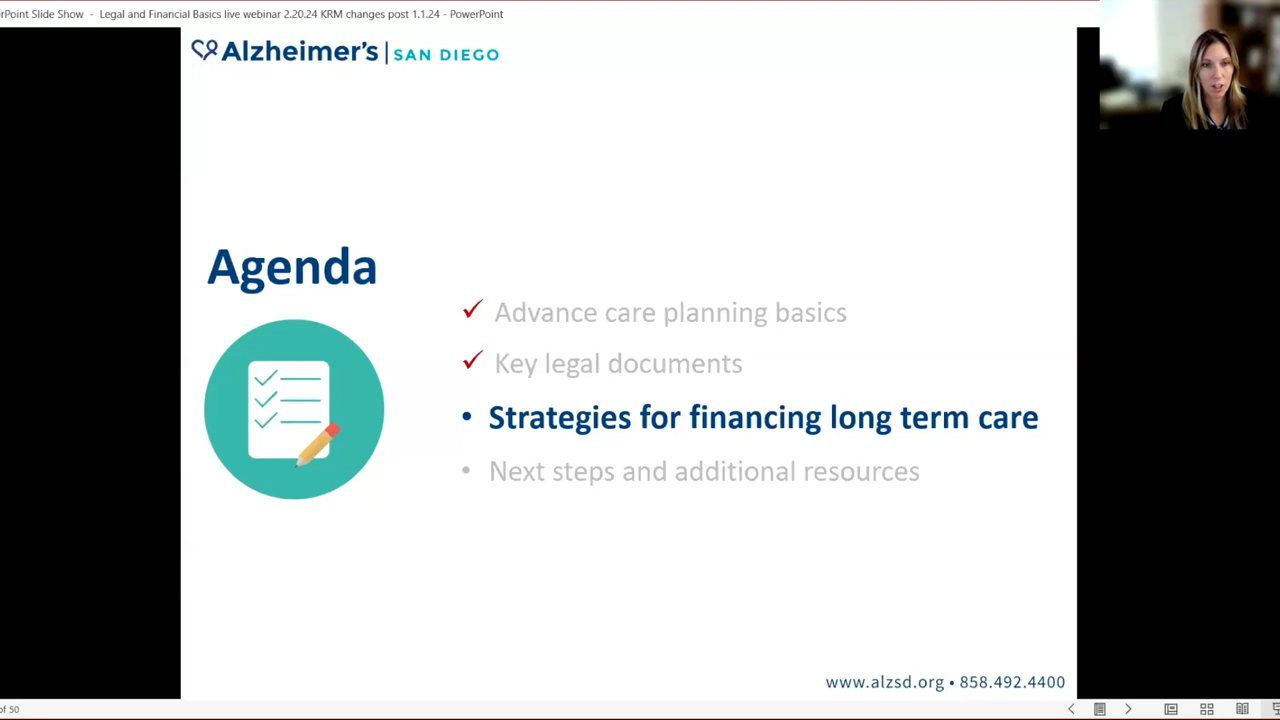 erPoint Slide Show - Legal and Financial Basics live webinar 2.20.24 KRM changes post 1.1.24 - PowerPoint
Alzheimer's | SAN DIEGO
Agenda
✓ Advance care planning basics
✓ Key legal documents
• Strategies for financing long term care
• Next steps and additional resources
www.alzsd.org • 858.492.4400
of 50